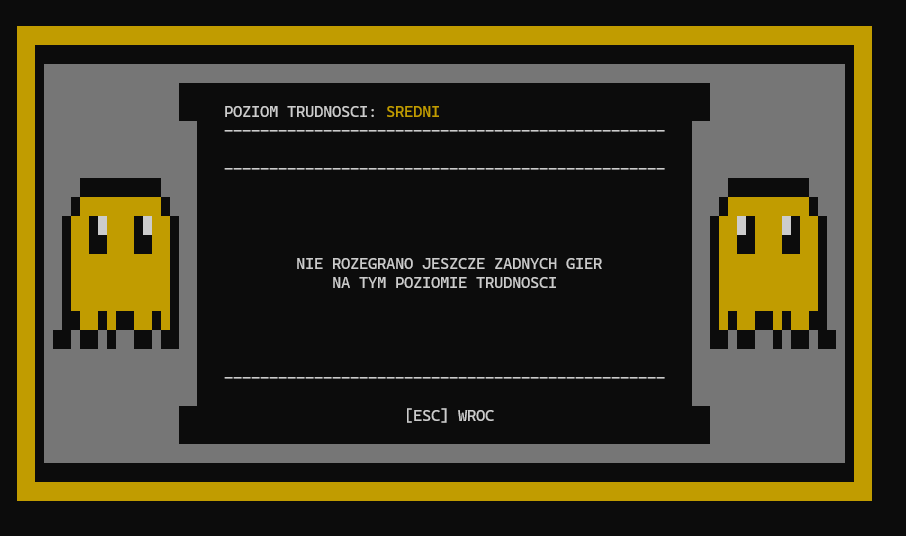 POZIOM TRUDNOSCI: SREDNI
NIE ROZEGRANO JESZCZE ZADNYCH GIER
NA TYM POZIOMIE TRUDNOSCI
[ESC] WROC